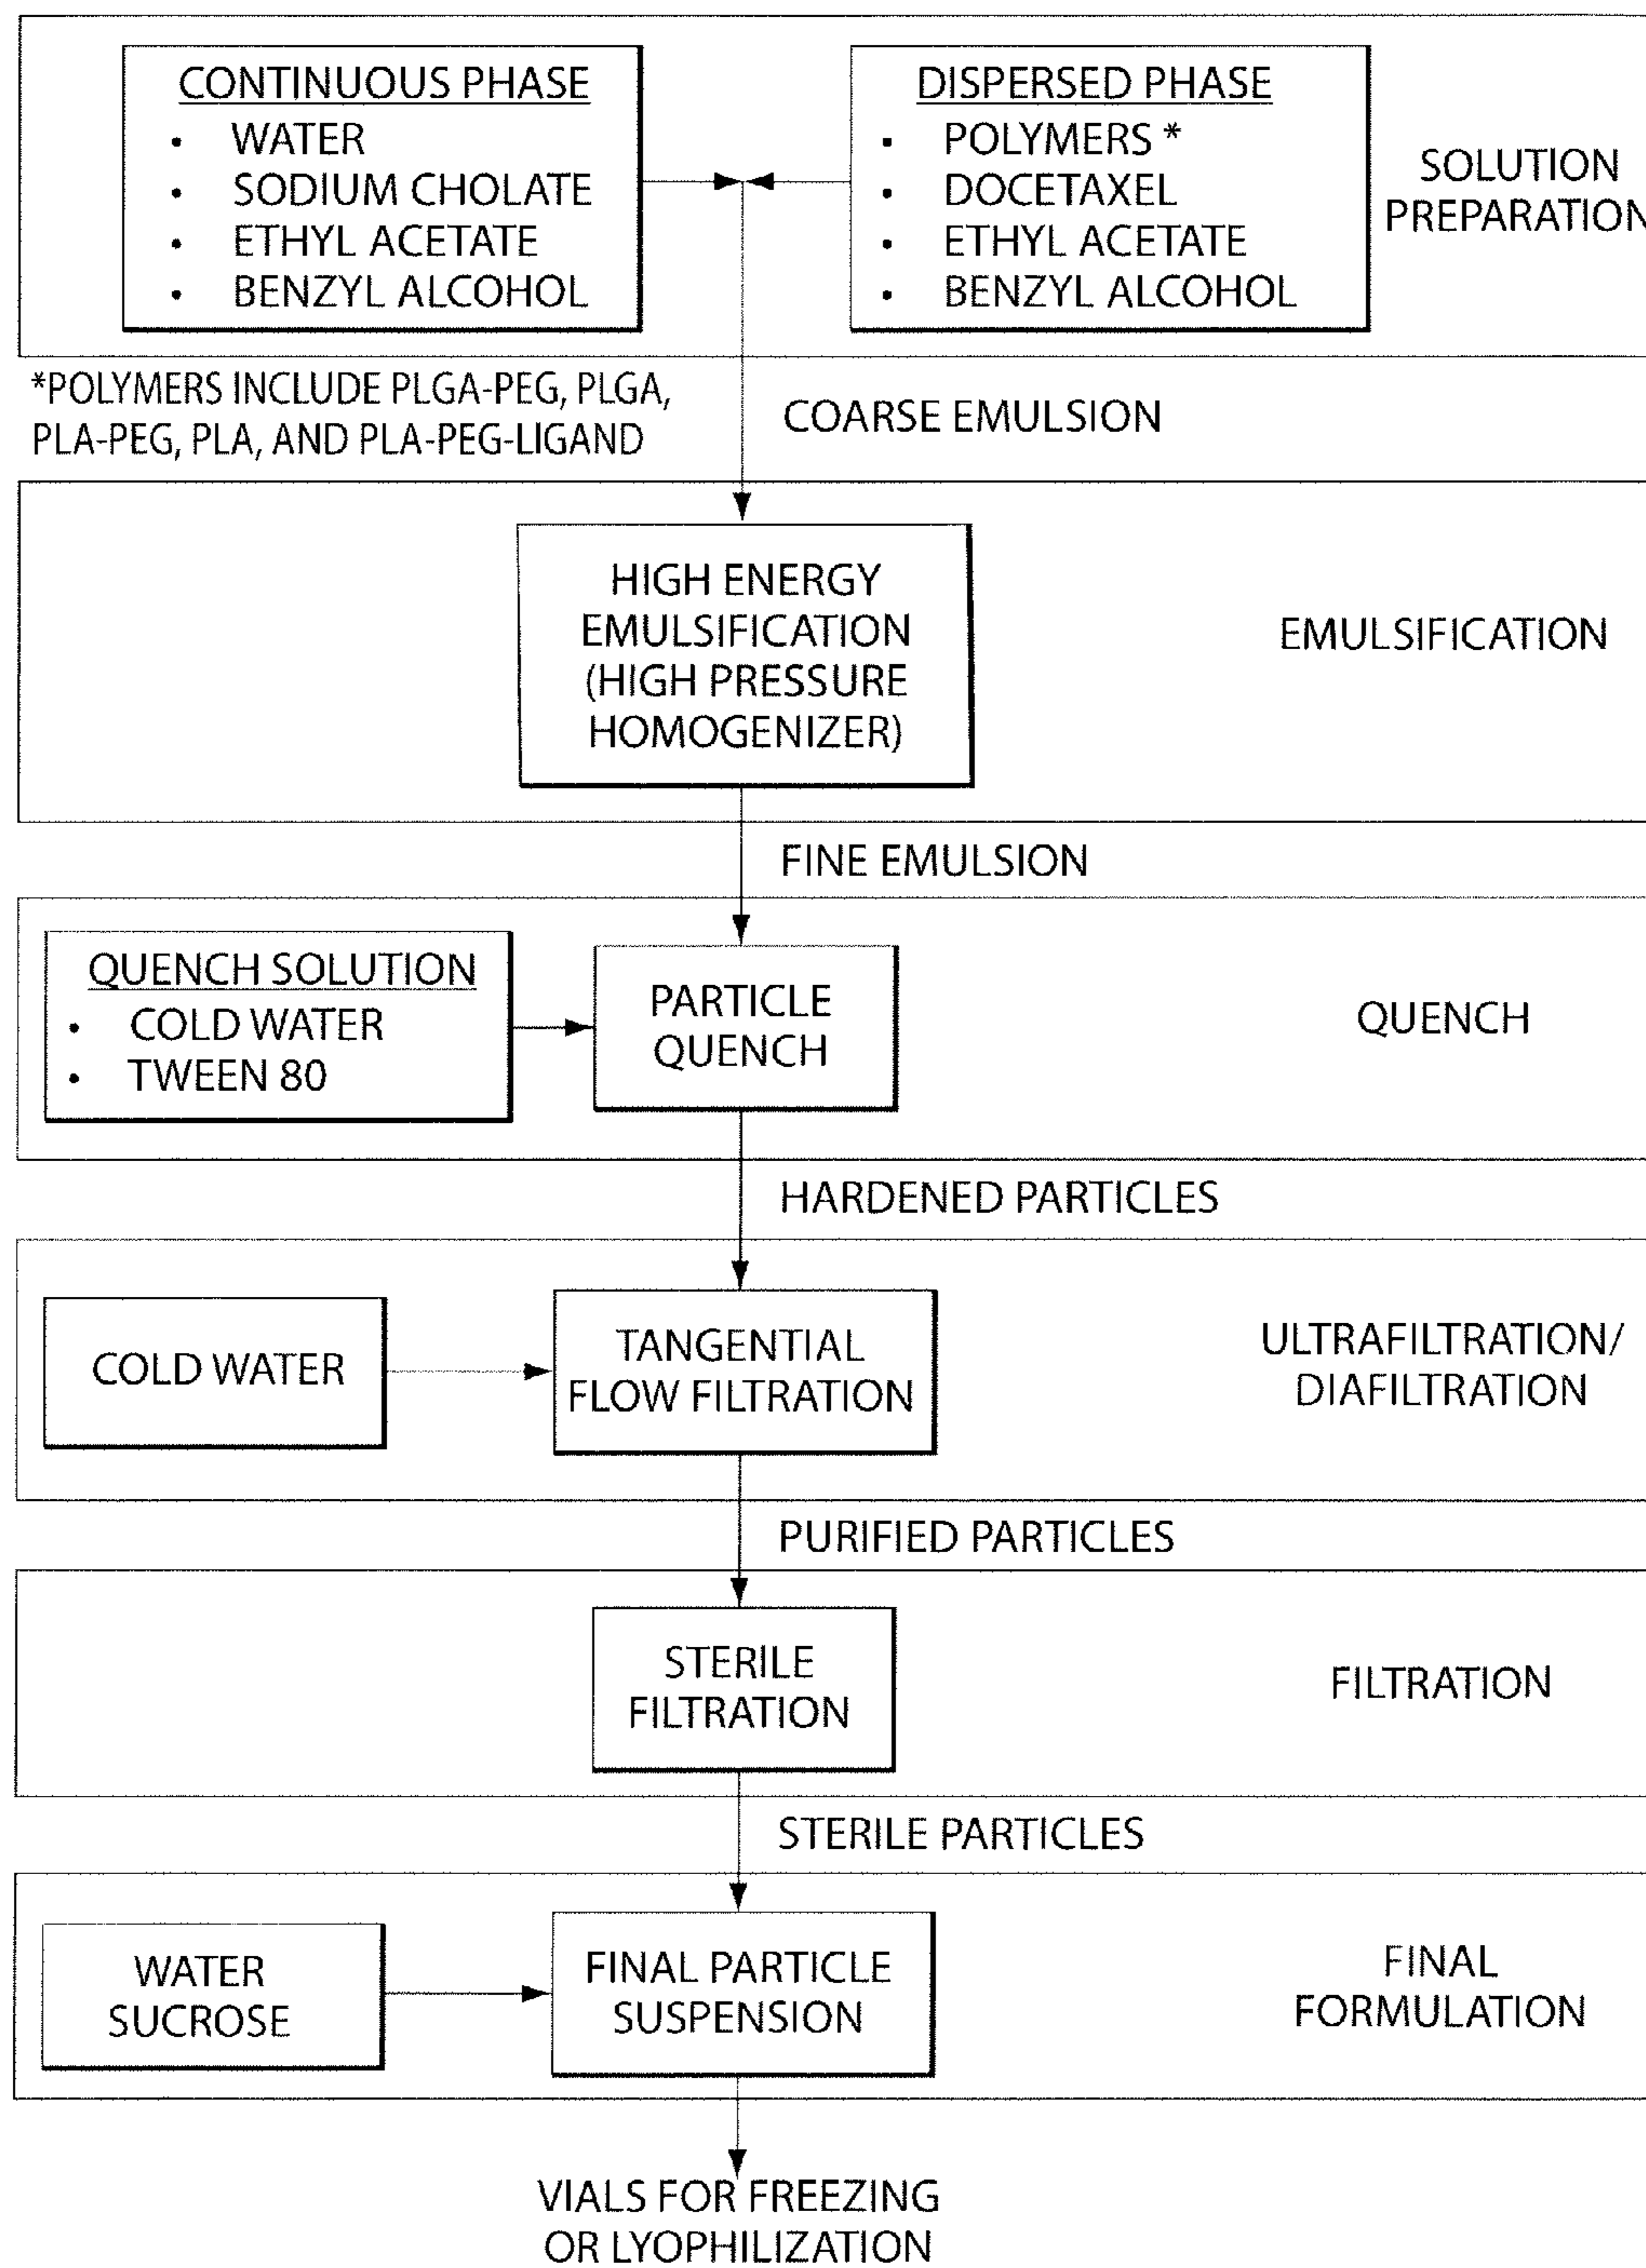 CONTINUOUS PHASE
• WATER
• SODIUM CHOLATE
• ETHYL ACETATE
• BENZYL ALCOHOL
DISPERSED PHASE
• POLYMERS *
• DOCETAXEL
• ETHYL ACETATE
• BENZYL ALCOHOL
SOLUTION
PREPARATION
*POLYMERS INCLUDE PLGA-PEG, PLGA,
PLA-PEG, PLA, AND PLA-PEG-LIGAND
COARSE EMULSION
HIGH ENERGY
EMULSIFICATION
(HIGH PRESSURE
HOMOGENIZER)
EMULSIFICATION
FINE EMULSION
QUENCH SOLUTION
• COLD WATER
• TWEEN 80
PARTICLE
QUENCH
QUENCH
HARDENED PARTICLES
COLD WATER
TANGENTIAL
FLOW FILTRATION
ULTRAFILTRATION/
DIAFILTRATION
PURIFIED PARTICLES
STERILE
FILTRATION
FILTRATION
STERILE PARTICLES
WATER
SUCROSE
FINAL PARTICLE
SUSPENSION
FINAL
FORMULATION
VIALS FOR FREEZING
OR LYOPHILIZATION